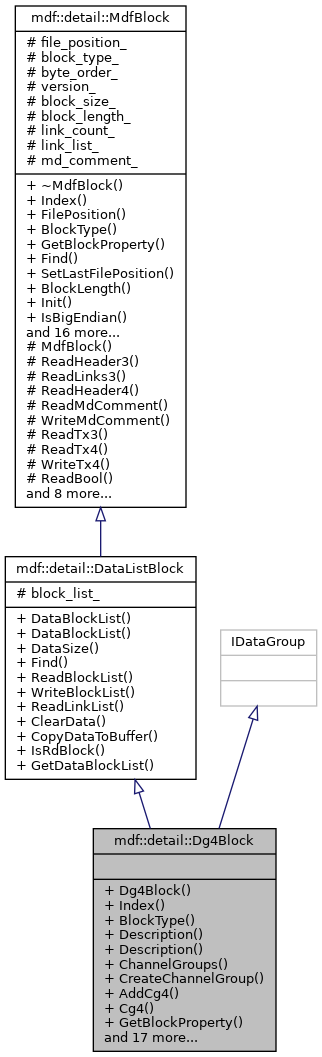 mdf::detail::MdfBlock
# file_position_
# block_type_
# byte_order_
# version_
# block_size_
# block_length_
# link_count_
# link_list_
# md_comment_
+ ~MdfBlock()
+ Index()
+ FilePosition()
+ BlockType()
+ GetBlockProperty()
+ Find()
+ SetLastFilePosition()
+ BlockLength()
+ Init()
+ IsBigEndian()
and 16 more...
# MdfBlock()
# ReadHeader3()
# ReadLinks3()
# ReadHeader4()
# ReadMdComment()
# WriteMdComment()
# ReadTx3()
# ReadTx4()
# WriteTx4()
# ReadBool()
and 8 more...
mdf::detail::DataListBlock
# block_list_
+ DataBlockList()
+ DataBlockList()
+ DataSize()
+ Find()
+ ReadBlockList()
+ WriteBlockList()
+ ReadLinkList()
+ ClearData()
+ CopyDataToBuffer()
+ IsRdBlock()
+ GetDataBlockList()
IDataGroup
mdf::detail::Dg4Block
+ Dg4Block()
+ Index()
+ BlockType()
+ Description()
+ Description()
+ ChannelGroups()
+ CreateChannelGroup()
+ AddCg4()
+ Cg4()
+ GetBlockProperty()
and 17 more...